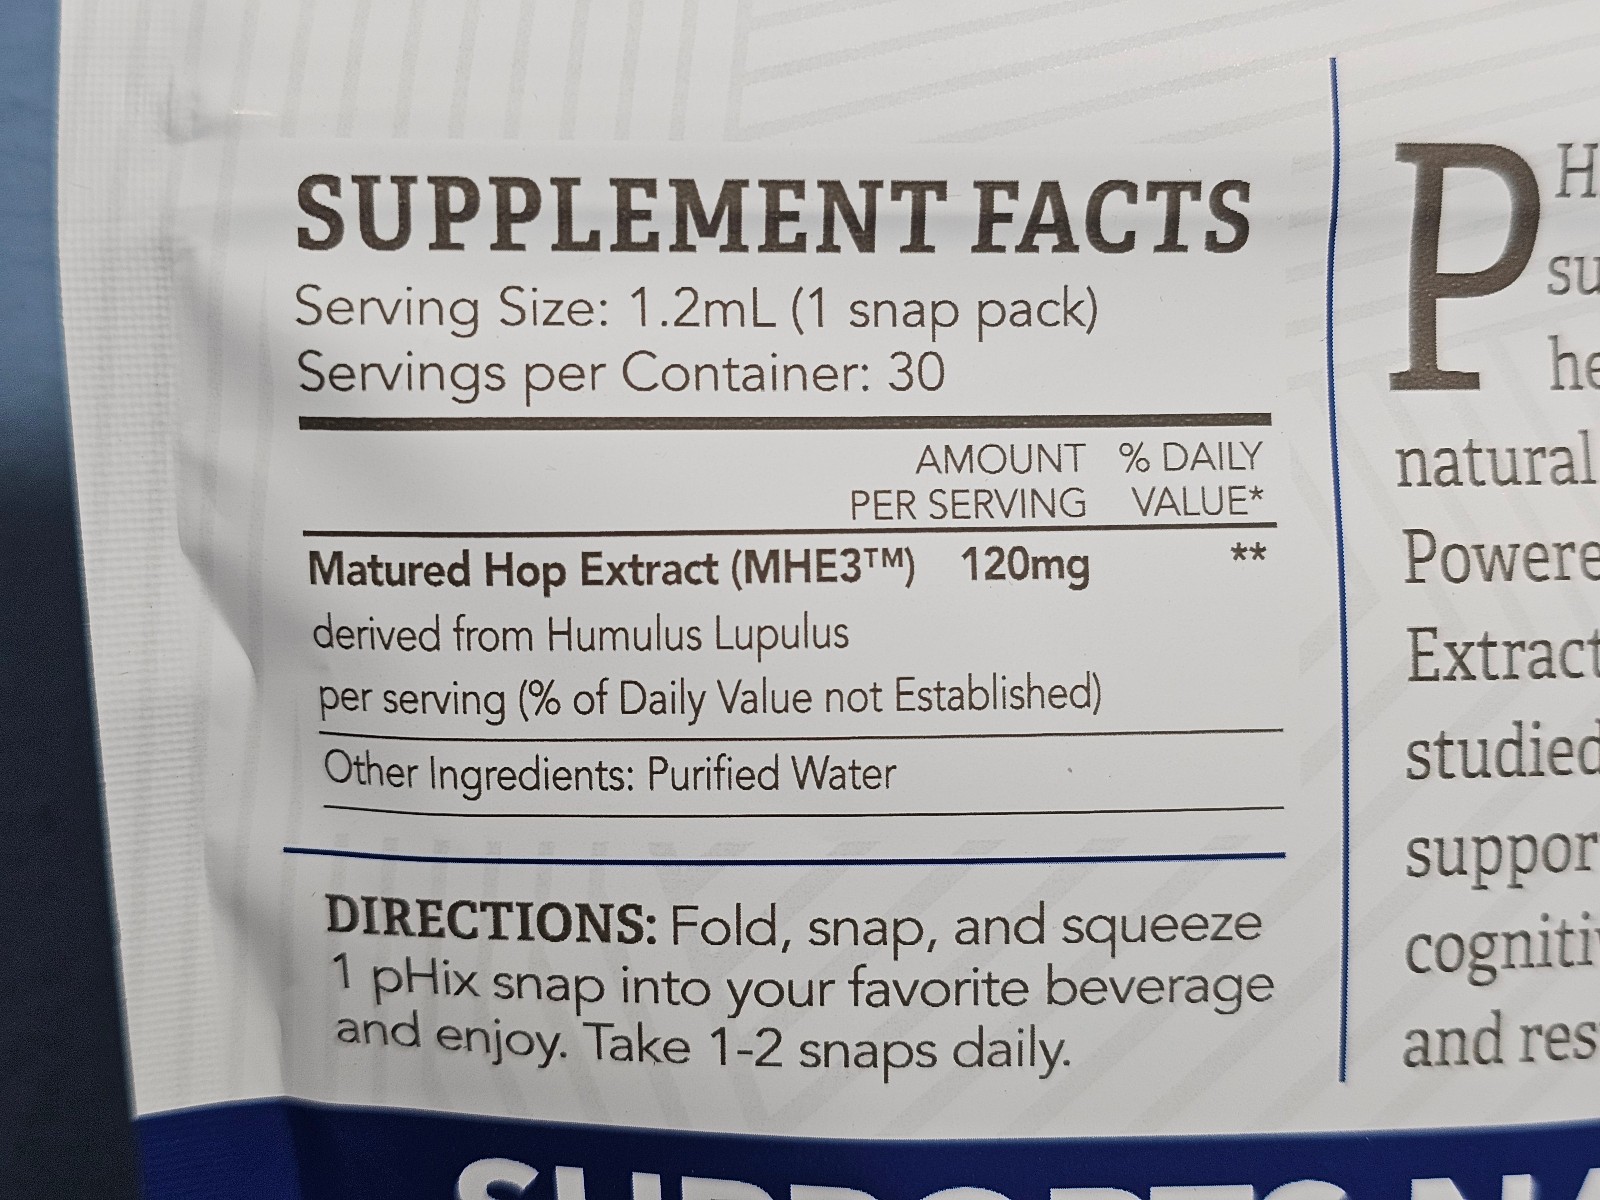 SUPPLEMENT FACTS
Serving Size: 1.2mL (1 snap pack)
Servings per Container: 30
AMOUNT PER SERVING
% DAILY VALUE*
Matured Hop Extract (MHE3™) 120mg **
derived from Humulus Lupulus
per serving (% of Daily Value not Established)
Other Ingredients: Purified Water
DIRECTIONS: Fold, snap, and squeeze
1 pHix snap into your favorite beverage
and enjoy. Take 1-2 snaps daily.
natural
and